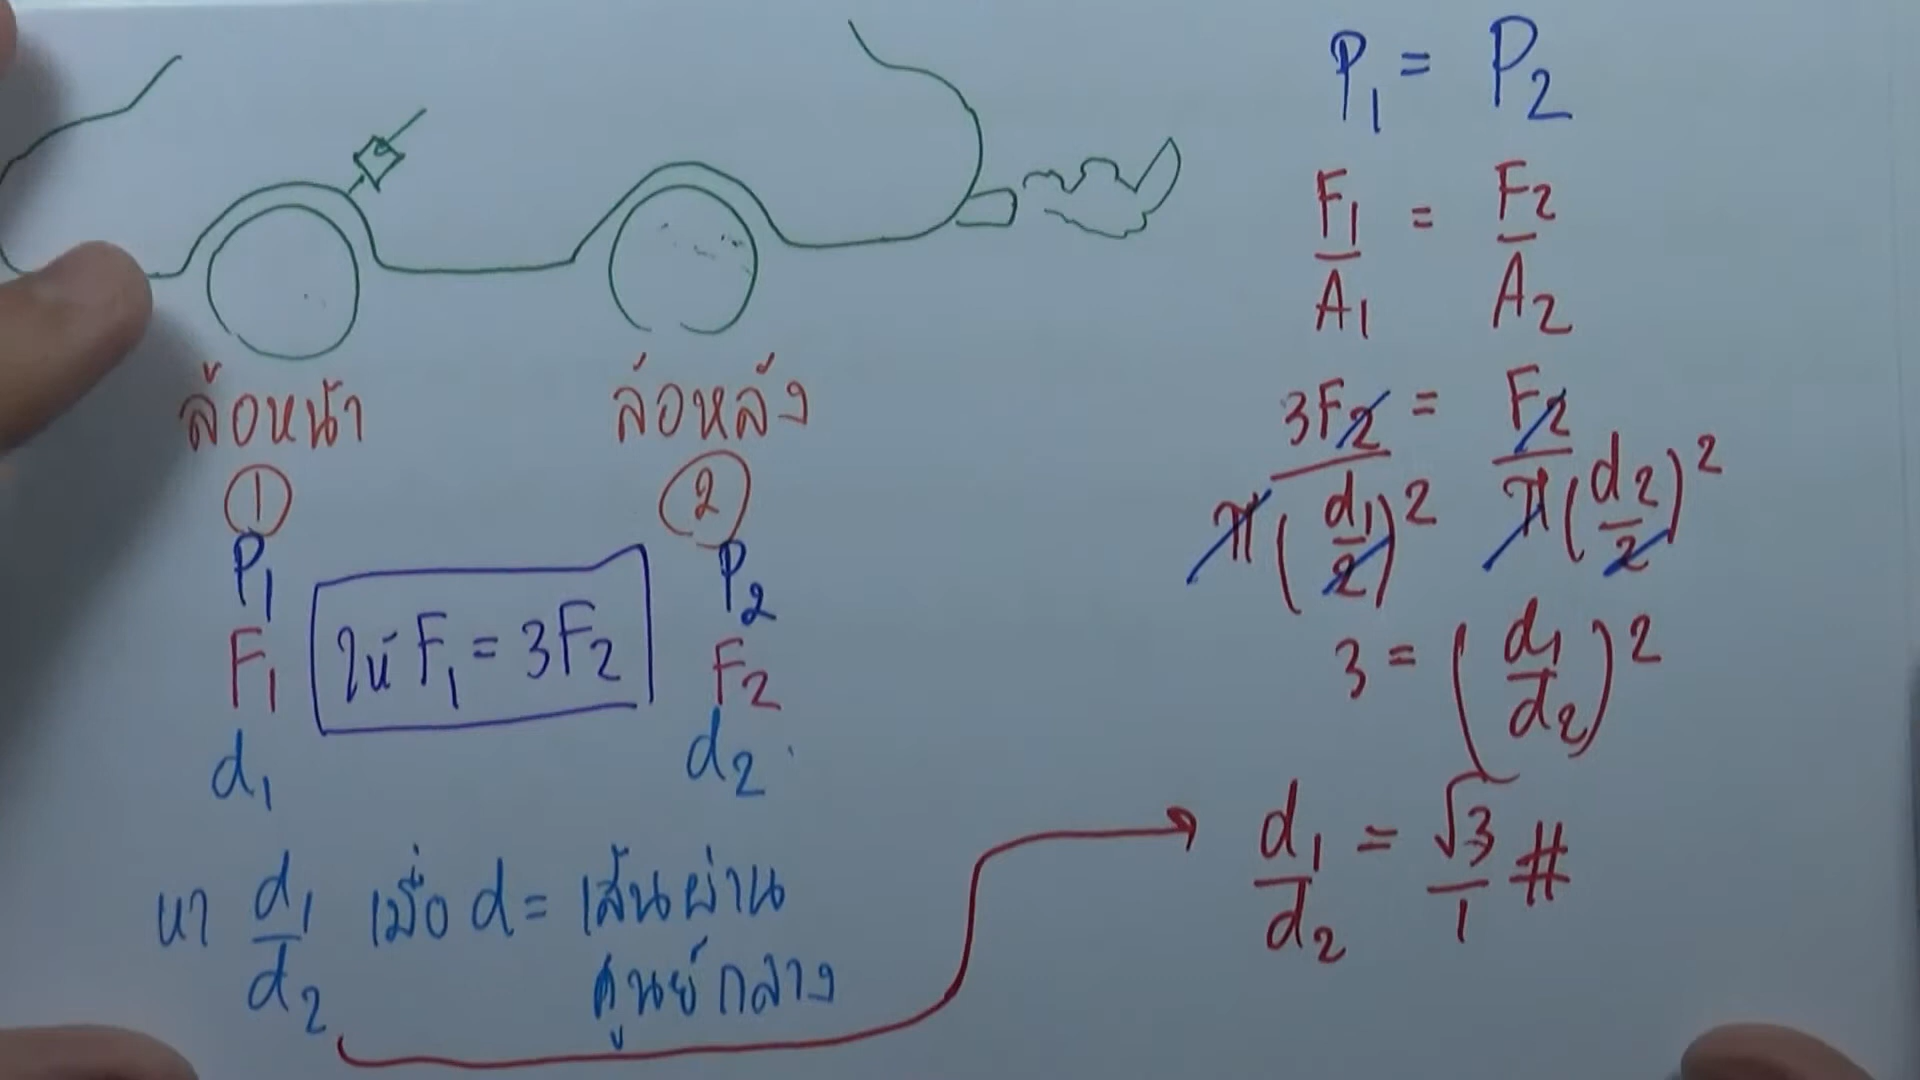 ล้อหน้า ล้อหลัง
① ②
P₁ P₂
F₁ ให้ F₁ = 3F₂ F₂
d₁ d₂
หา d₁/d₂ เมื่อ d = เส้นผ่าน
ศูนย์กลาง
P₁ = P₂
F₁/A₁ = F₂/A₂
3F₂/π(d₁/2)² = F₂/π(d₂/2)²
3 = (d₁/d₂)²
d₁/d₂ = √3/1 #